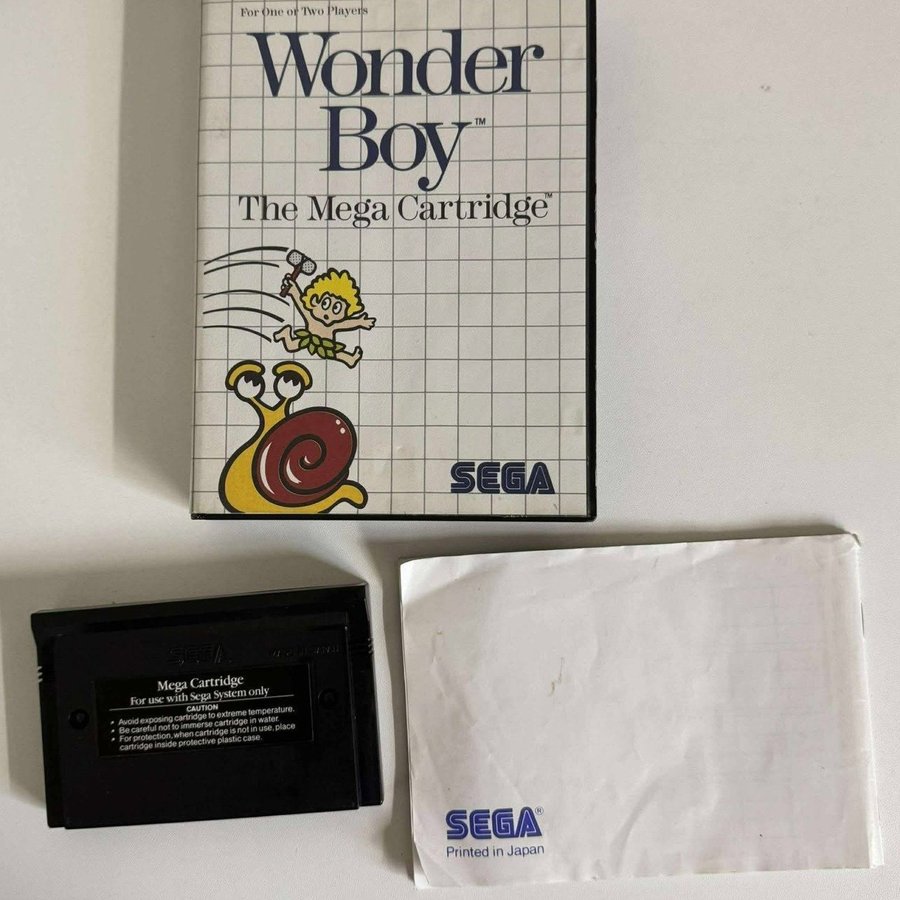 For One or Two Players
Wonder
Boy™
The Mega Cartridge™
SEGA
SEGA
Mega Cartridge
For use with Sega System only
CAUTION
• Avoid exposing cartridge to extreme temperature.
• Be careful not to immerse cartridge in water.
• For protection, when cartridge is not in use, place
cartridge inside protective plastic case.
SEGA®
Printed in Japan